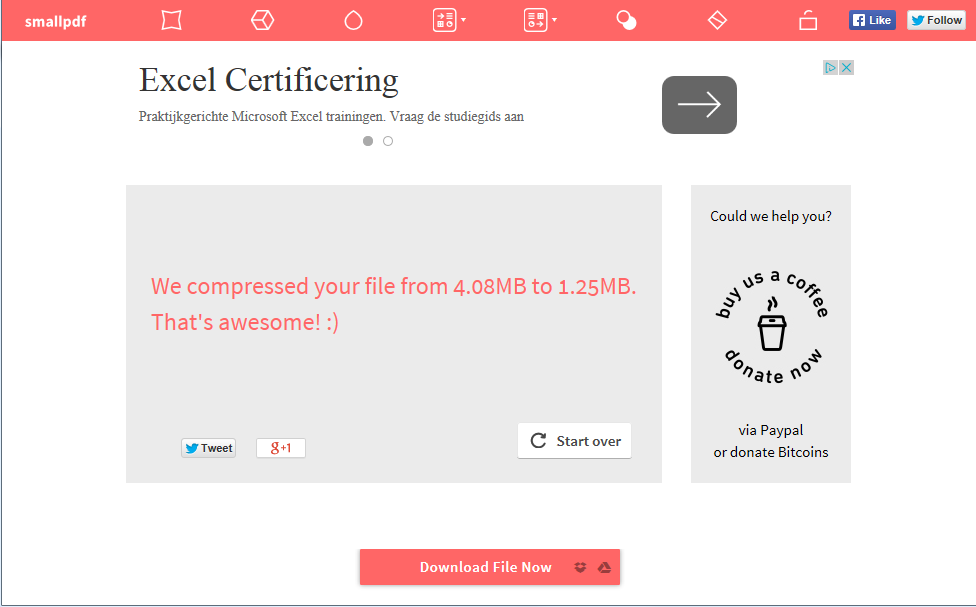 smallpdf
Like
Follow
Excel Certificering
Praktijkgerichte Microsoft Excel trainingen. Vraag de studiegids aan
We compressed your file from 4.08MB to 1.25MB.
That's awesome! :)
Tweet
g+1
Start over
Could we help you?
buy us a coffee
donate now
via Paypal
or donate Bitcoins
Download File Now